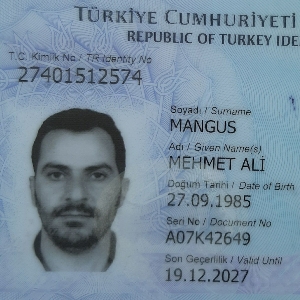 TÜRKİYE CUMHURİYETİ
REPUBLIC OF TURKEY IDE
T.C. Kimlik No / TR Identity No
27401512574
Soyadı / Surname
MANGUS
Adı / Given Name(s)
MEHMET ALİ
Doğum Tarihi / Date of Birth
27.09.1985
Seri No / Document No
A07K42649
Son Geçerlilik / Valid Until
19.12.2027